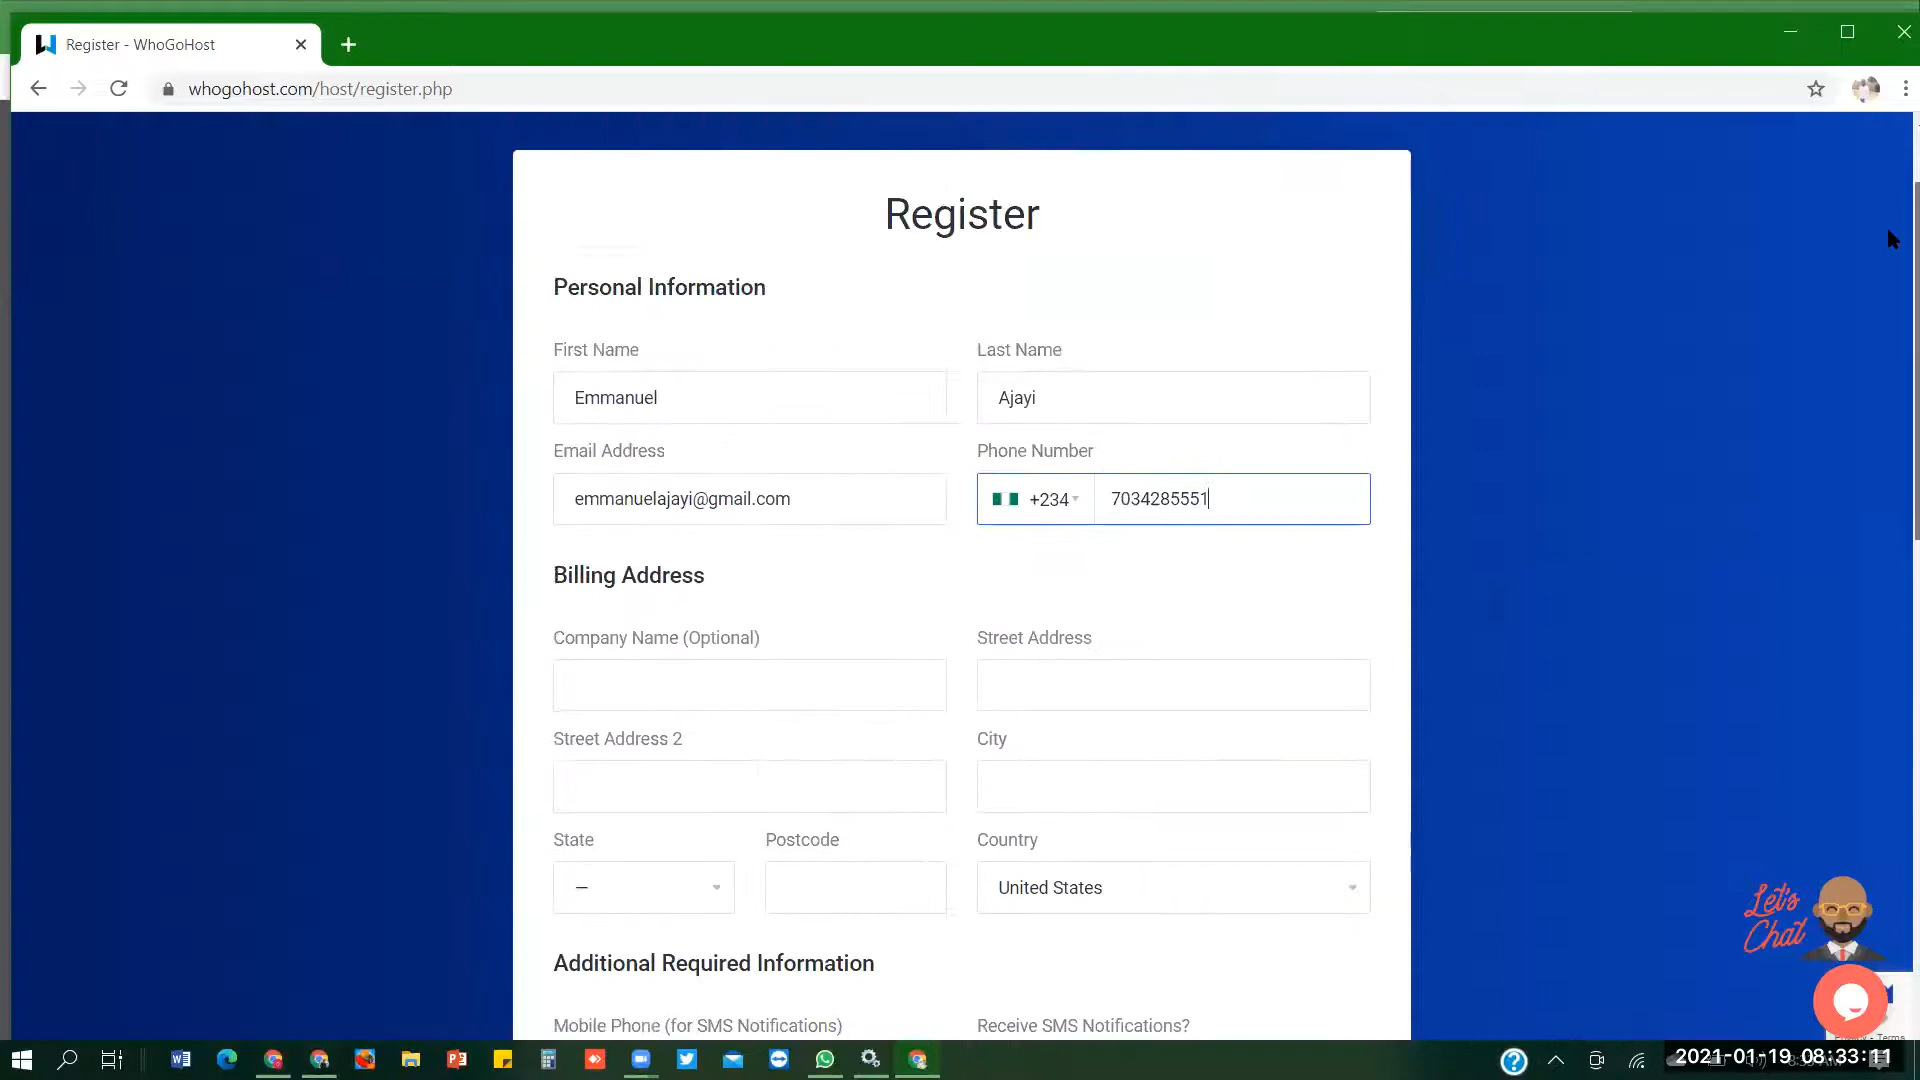 Register - WhoGoHost
whogohost.com/host/register.php
Register
Personal Information
First Name
Last Name
Emmanuel
Ajayi
Email Address
Phone Number
emmanuelajayi@gmail.com
+234
7034285551
Billing Address
Company Name (Optional)
Street Address
Street Address 2
City
State
Postcode
Country
—
United States
Let's
Chat
Additional Required Information
Mobile Phone (for SMS Notifications)
Receive SMS Notifications?
2021-01-19 08:33:11